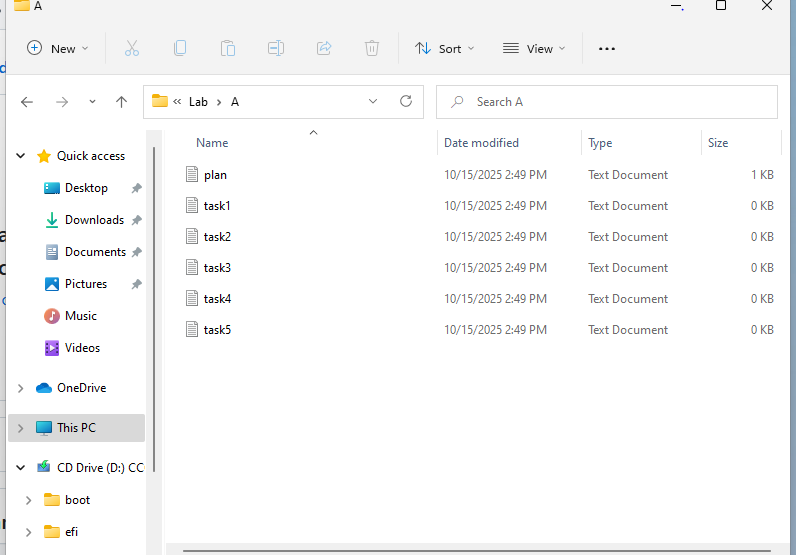 A
New
Sort
View
Lab
A
Search A
Name
Date modified
Type
Size
Quick access
Desktop
Downloads
Documents
Pictures
Music
Videos
OneDrive
This PC
CD Drive (D:) CC
boot
efi
plan 10/15/2025 2:49 PM Text Document 1 KB
task1 10/15/2025 2:49 PM Text Document 0 KB
task2 10/15/2025 2:49 PM Text Document 0 KB
task3 10/15/2025 2:49 PM Text Document 0 KB
task4 10/15/2025 2:49 PM Text Document 0 KB
task5 10/15/2025 2:49 PM Text Document 0 KB